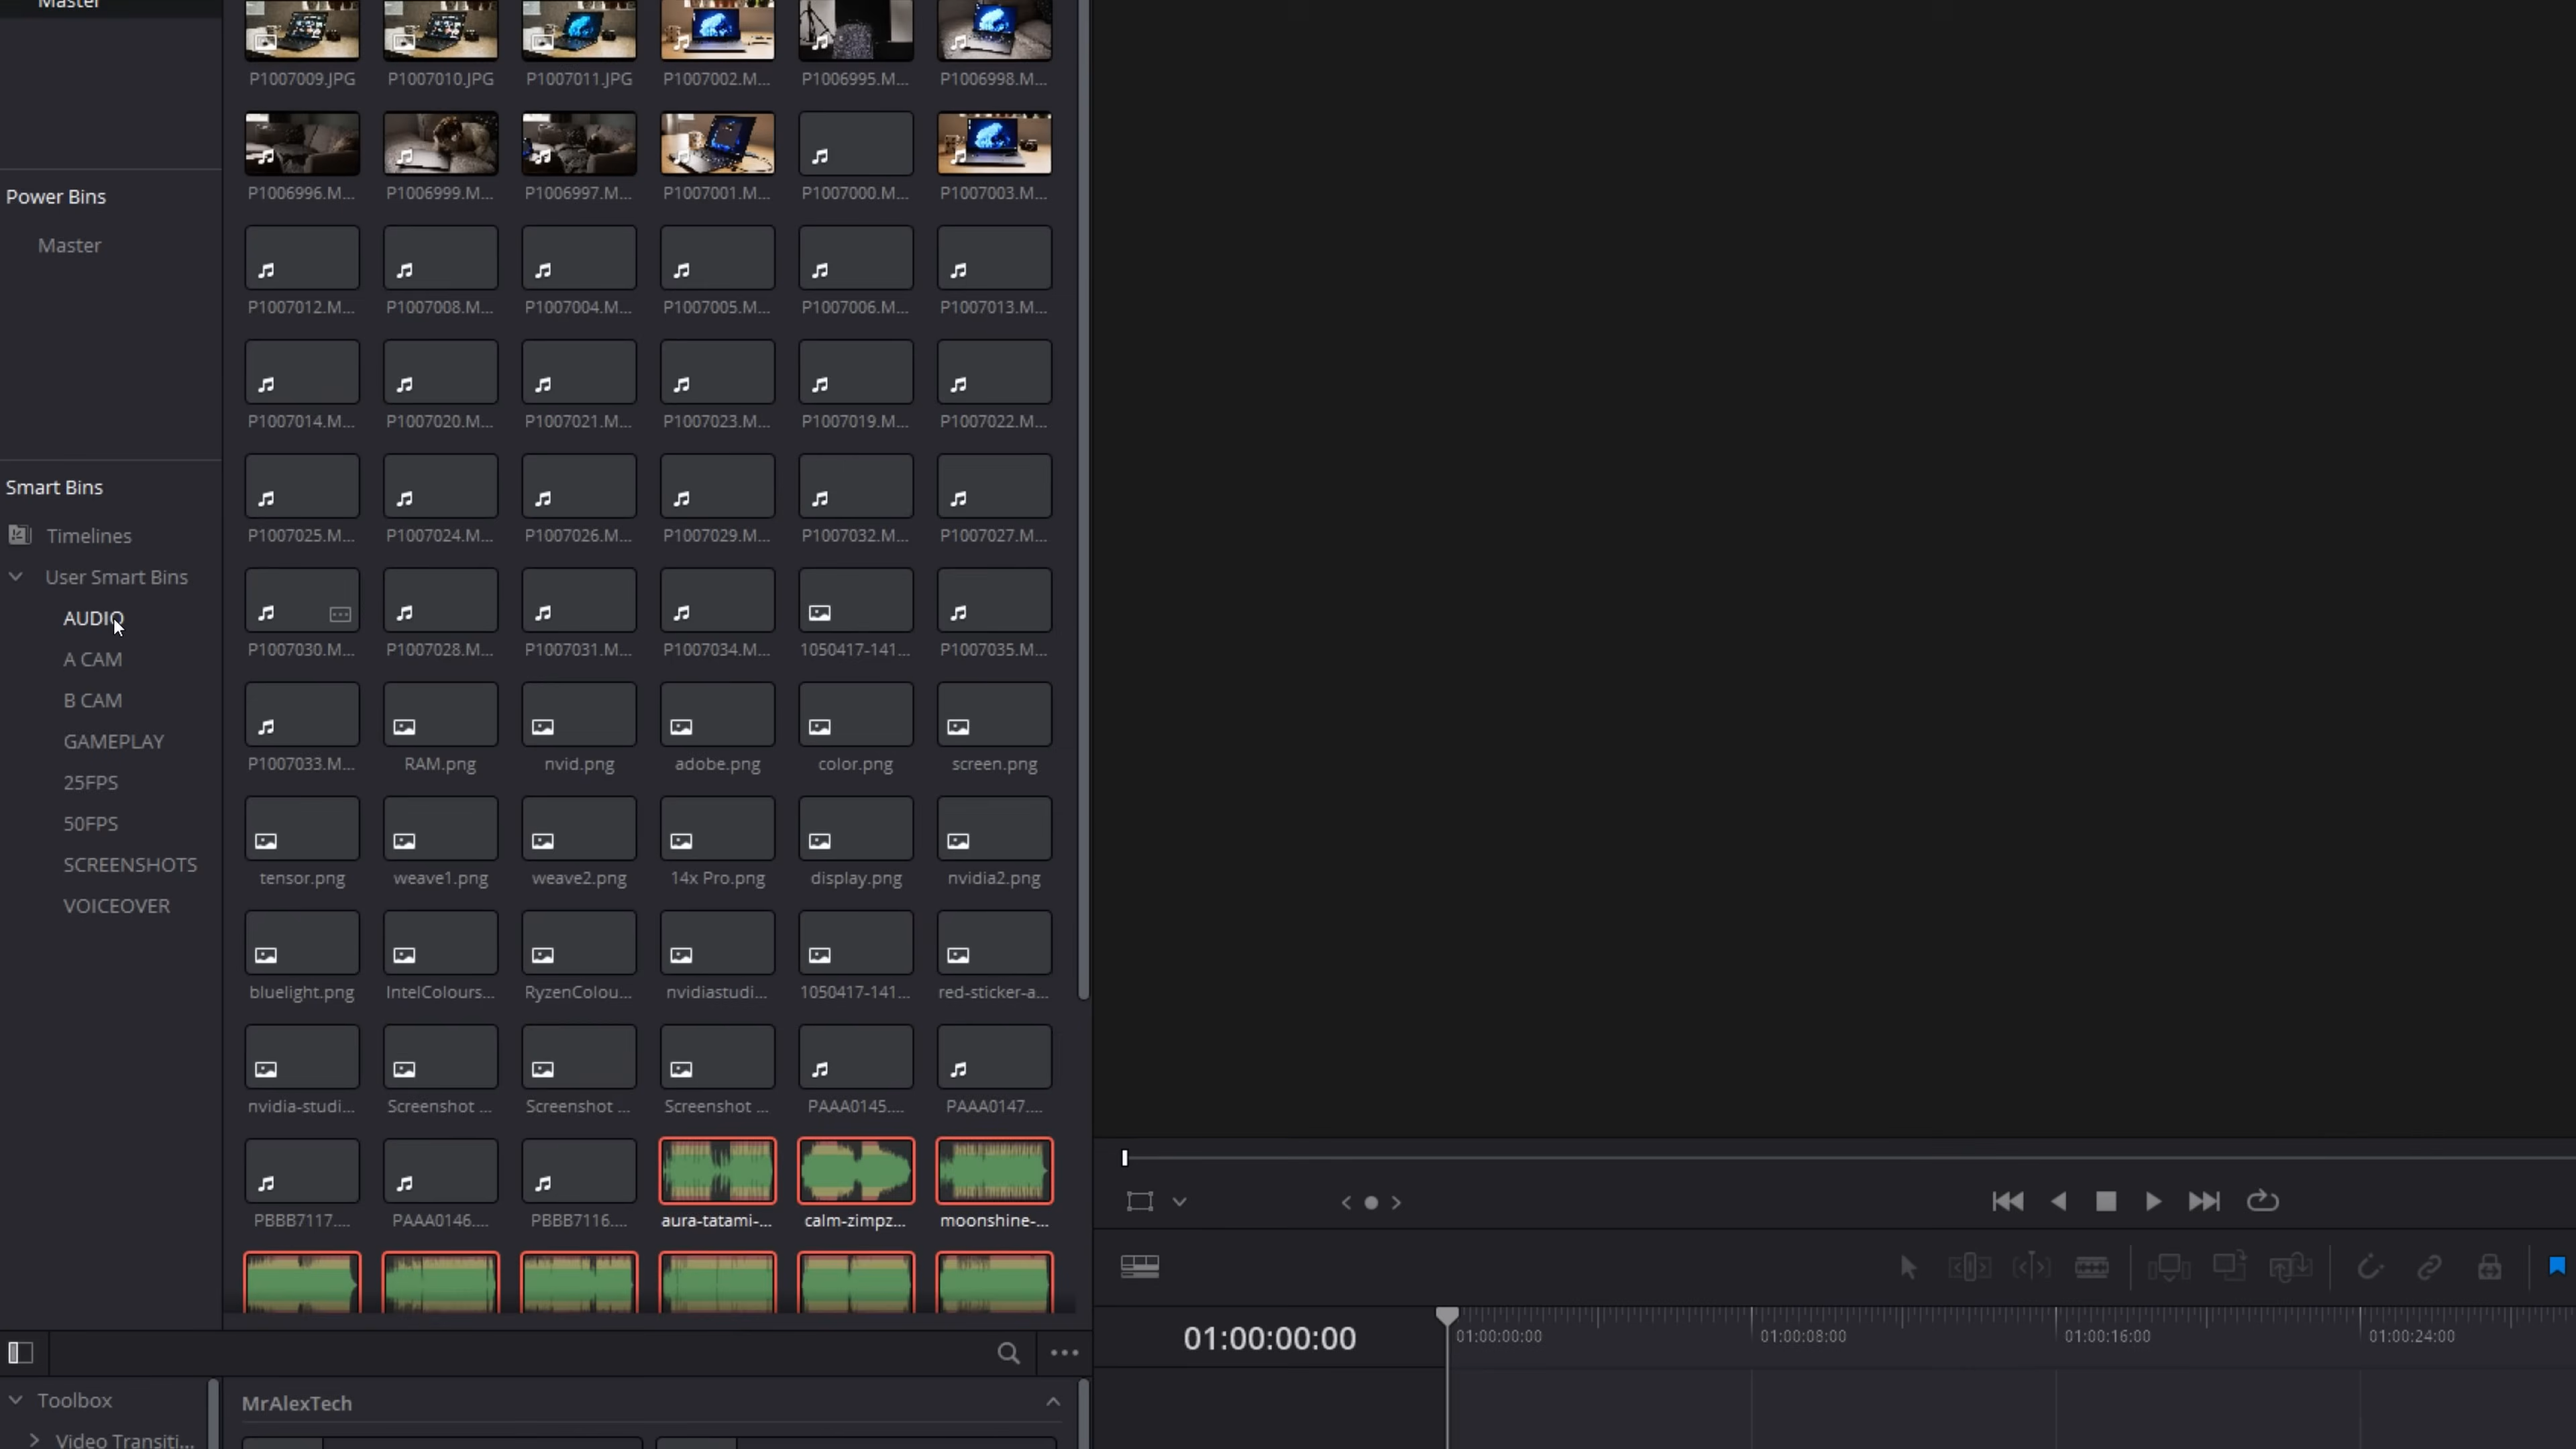 Master
P1007009.JPG P1007010.JPG P1007011.JPG P1007002.M... P1006995.M... P1006998.M...
P1006996.M... P1006999.M... P1006997.M... P1007001.M... P1007000.M... P1007003.M...
Power Bins
Master
P1007012.M... P1007008.M... P1007004.M... P1007005.M... P1007006.M... P1007013.M...
P1007014.M... P1007020.M... P1007021.M... P1007023.M... P1007019.M... P1007022.M...
Smart Bins
Timelines
User Smart Bins
AUDIO
A CAM
B CAM
GAMEPLAY
25FPS
50FPS
SCREENSHOTS
VOICEOVER
P1007025.M... P1007024.M... P1007026.M... P1007029.M... P1007032.M... P1007027.M...
P1007030.M... P1007028.M... P1007031.M... P1007034.M... 1050417-141... P1007035.M...
P1007033.M... RAM.png nvid.png adobe.png color.png screen.png
tensor.png weave1.png weave2.png 14x Pro.png display.png nvidia2.png
bluelight.png IntelColours... RyzenColou... nvidiastudi... 1050417-141... red-sticker-a...
nvidia-studi... Screenshot ... Screenshot ... Screenshot ... PAAA0145.... PAAA0147....
PBBB7117.... PAAA0146.... PBBB7116.... aura-tatami-... calm-zimpz... moonshine-...
01:00:00:00
01:00:00:00 01:00:08:00 01:00:16:00 01:00:24:00
Toolbox
Video Transiti...
MrAlexTech